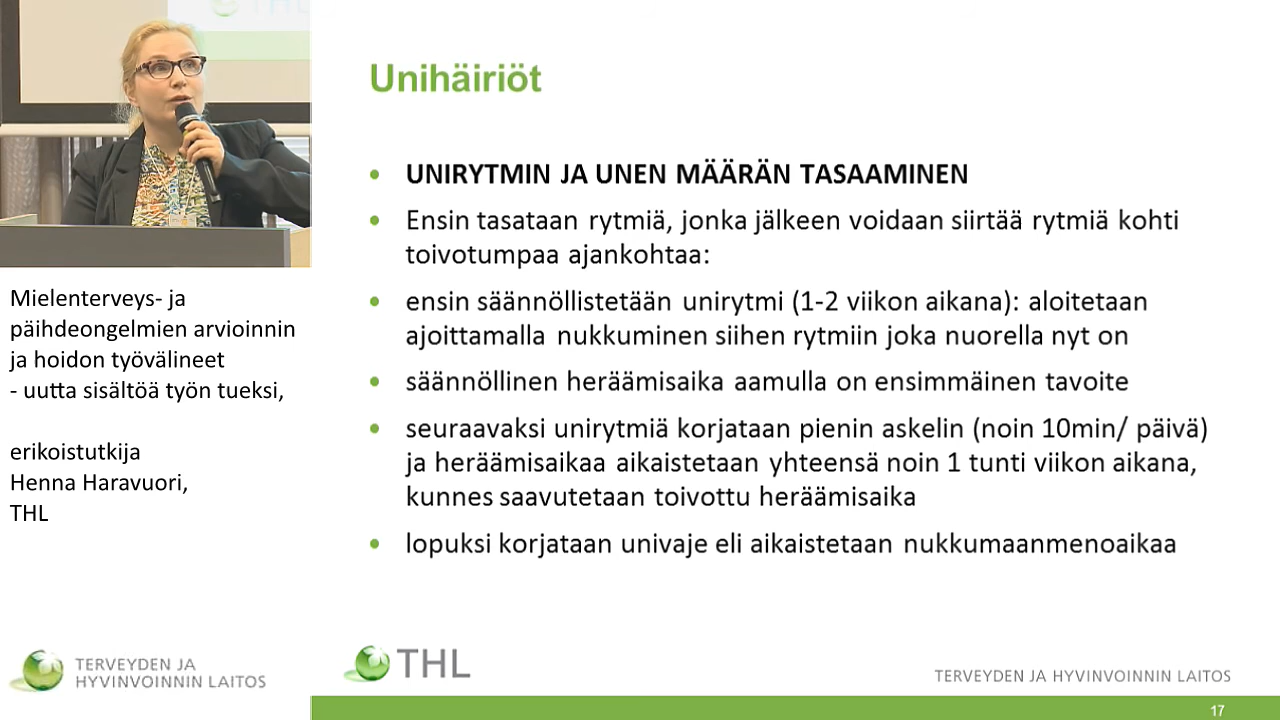 Unihäiriöt
UNIRYTMIN JA UNEN MÄÄRÄN TASAAMINEN
Ensin tasataan rytmiä, jonka jälkeen voidaan siirtää rytmiä kohti
toivotumpaa ajankohtaa:
ensin säännöllistetään unirytmi (1-2 viikon aikana): aloitetaan
ajoittamalla nukkuminen siihen rytmiin joka nuorella nyt on
säännöllinen heräämisaika aamulla on ensimmäinen tavoite
seuraavaksi unirytmiä korjataan pienin askelin (noin 10min/ päivä)
ja heräämisaikaa aikaistetaan yhteensä noin 1 tunti viikon aikana,
kunnes saavutetaan toivottu heräämisaika
lopuksi korjataan univaje eli aikaistetaan nukkumaanmenoaikaa
Mielenterveys- ja
päihdeongelmien arvioinnin
ja hoidon työvälineet
- uutta sisältöä työn tueksi,
erikoistutkija
Henna Haravuori,
THL
TERVEYDEN JA
HYVINVOINNIN LAITOS
THL
TERVEYDEN JA HYVINVOINNIN LAITOS
17